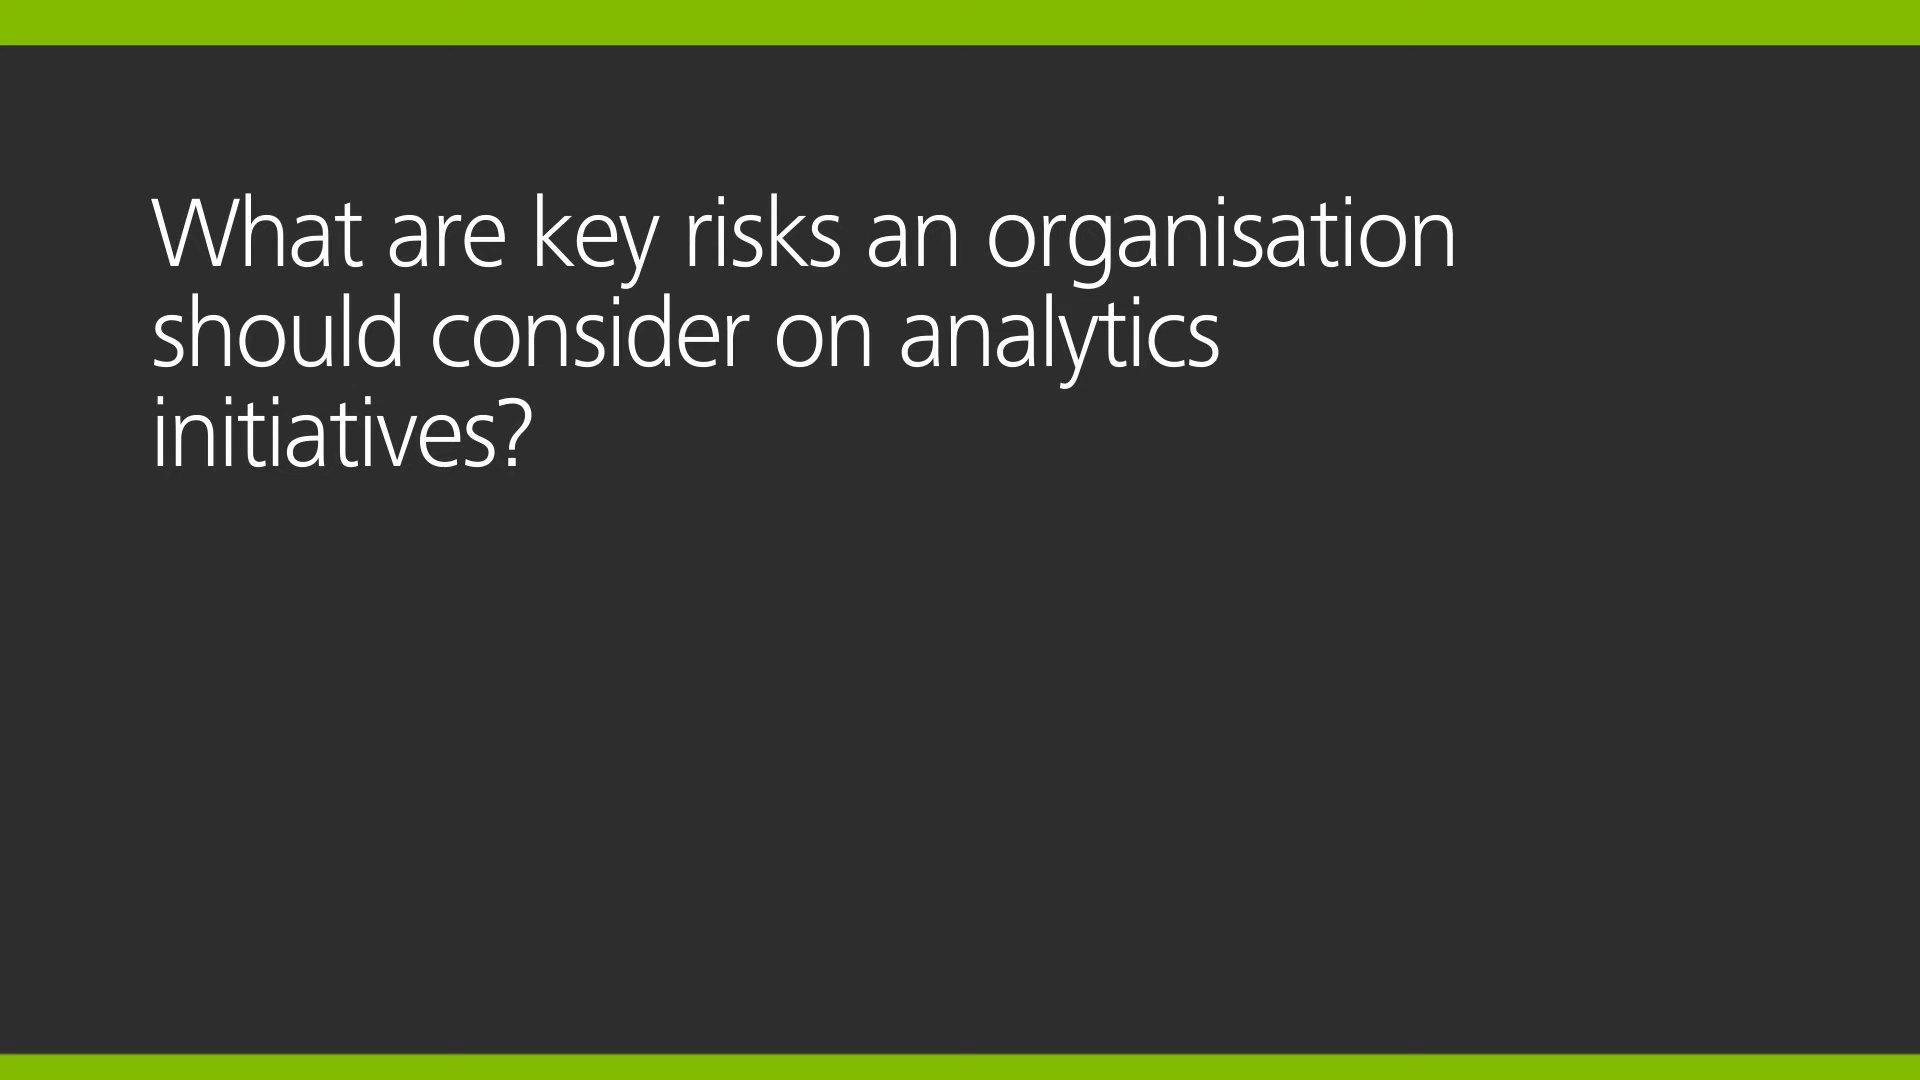 What are key risks an organisation
should consider on analytics
initiatives?